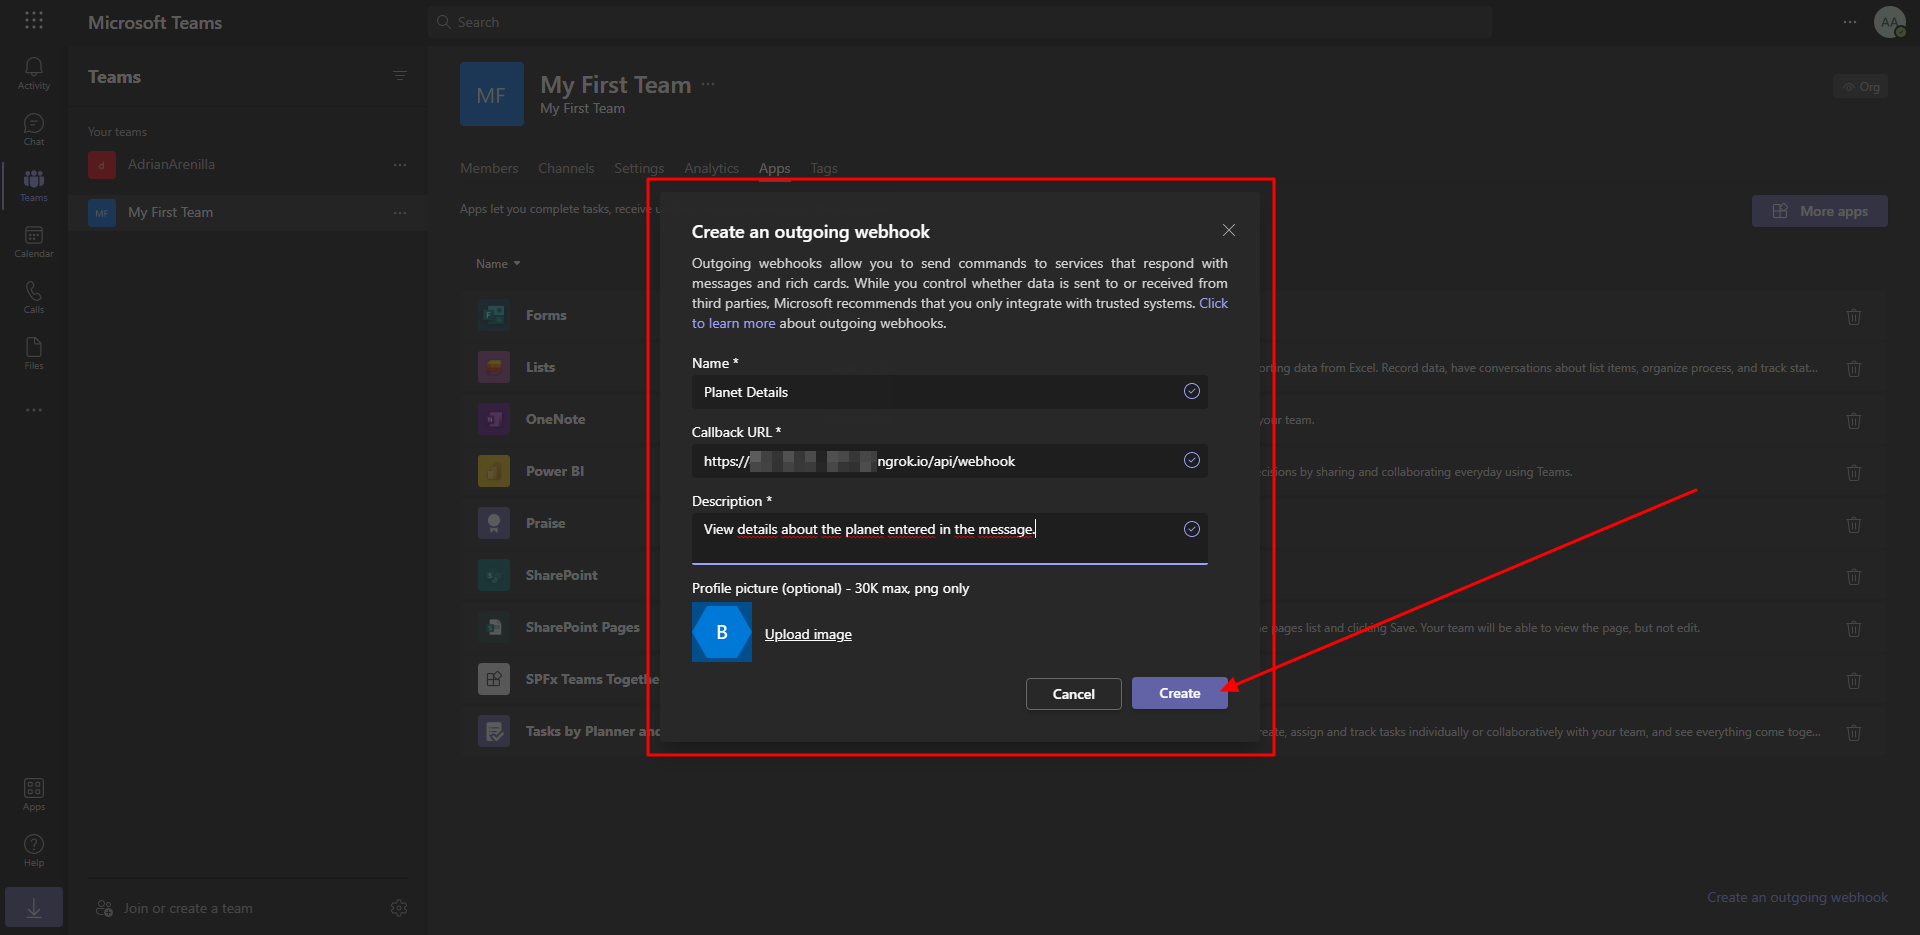 Microsoft Teams
Search
AA
Activity
Chat
Teams
Calendar
Calls
Files
Apps
Help
Teams
Your teams
d AdrianArenilla
MF My First Team
Join or create a team
MF
My First Team
My First Team
Org
Members Channels Settings Analytics Apps Tags
Apps let you complete tasks, receive
More apps
Name
Forms
Lists
orting data from Excel. Record data, have conversations about list items, organize process, and track stat...
OneNote
your team.
Power BI
cisions by sharing and collaborating everyday using Teams.
Praise
SharePoint
SharePoint Pages
e pages list and clicking Save. Your team will be able to view the page, but not edit.
SPFx Teams Togethe
Tasks by Planner and
reate, assign and track tasks individually or collaboratively with your team, and see everything come toge...
Create an outgoing webhook
Create an outgoing webhook
Outgoing webhooks allow you to send commands to services that respond with
messages and rich cards. While you control whether data is sent to or received from
third parties, Microsoft recommends that you only integrate with trusted systems. Click
to learn more about outgoing webhooks.
Name *
Planet Details
Callback URL *
https:// ngrok.io/api/webhook
Description *
View details about the planet entered in the message.
Profile picture (optional) - 30K max, png only
B
Upload image
Cancel
Create